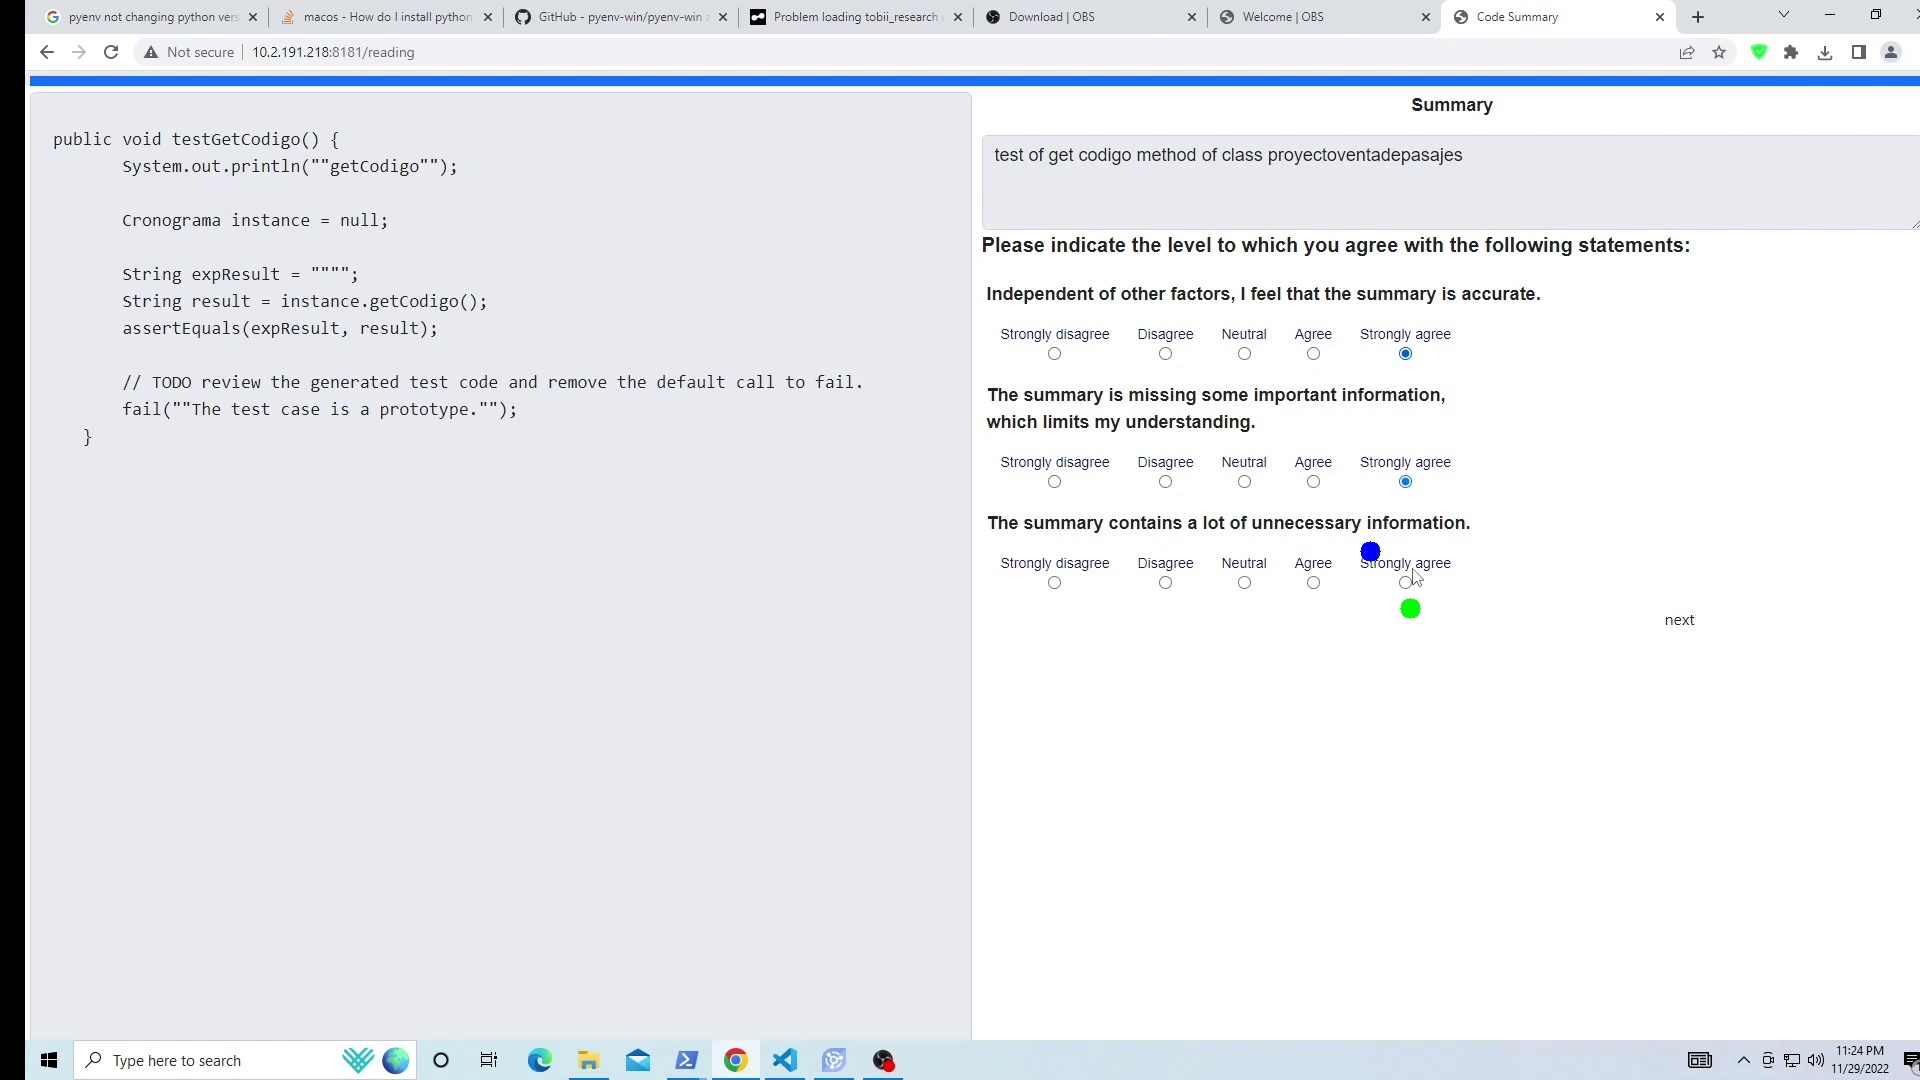 pyenv not changing python vers
macos - How do I install python
GitHub - pyenv-win/pyenv-win
Problem loading tobii_research
Download | OBS
Welcome | OBS
Code Summary
Not secure
10.2.191.218:8181/reading
public void testGetCodigo() {
System.out.println(""getCodigo"");
Cronograma instance = null;
String expResult = """";
String result = instance.getCodigo();
assertEquals(expResult, result);
// TODO review the generated test code and remove the default call to fail.
fail(""The test case is a prototype."");
}
Summary
test of get codigo method of class proyectoventadepasajes
Please indicate the level to which you agree with the following statements:
Independent of other factors, I feel that the summary is accurate.
Strongly disagree Disagree Neutral Agree Strongly agree
The summary is missing some important information,
which limits my understanding.
Strongly disagree Disagree Neutral Agree Strongly agree
The summary contains a lot of unnecessary information.
Strongly disagree Disagree Neutral Agree Strongly agree
next
Type here to search
11:24 PM
11/29/2022